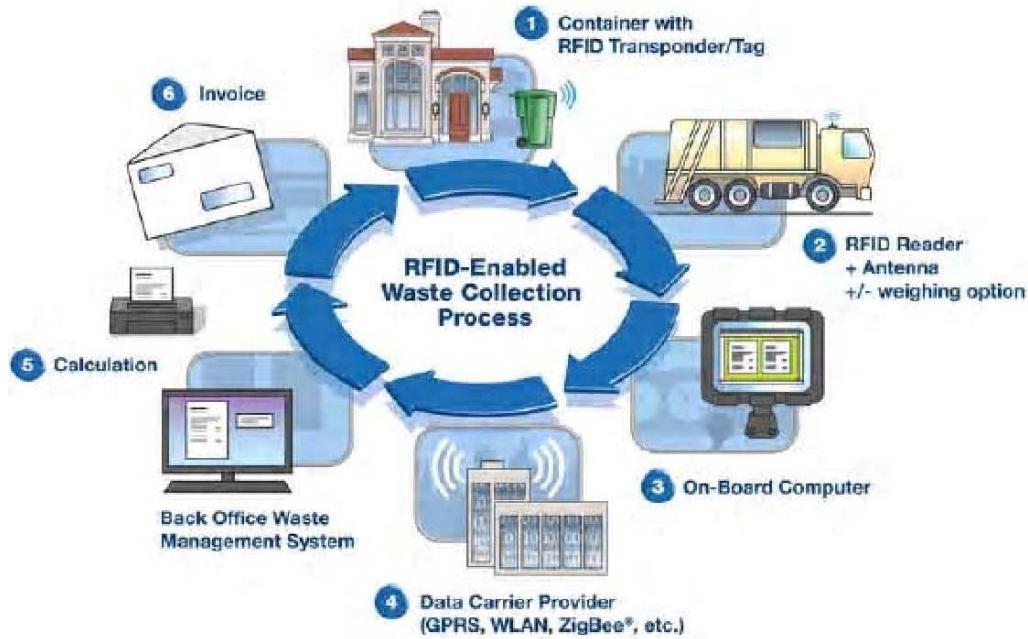 1 Container with
RFID Transponder/Tag
6 Invoice
2 RFID Reader
+ Antenna
+/- weighing option
RFID-Enabled
Waste Collection
Process
5 Calculation
3 On-Board Computer
Back Office Waste
Management System
4 Data Carrier Provider
(GPRS, WLAN, ZigBee®, etc.)